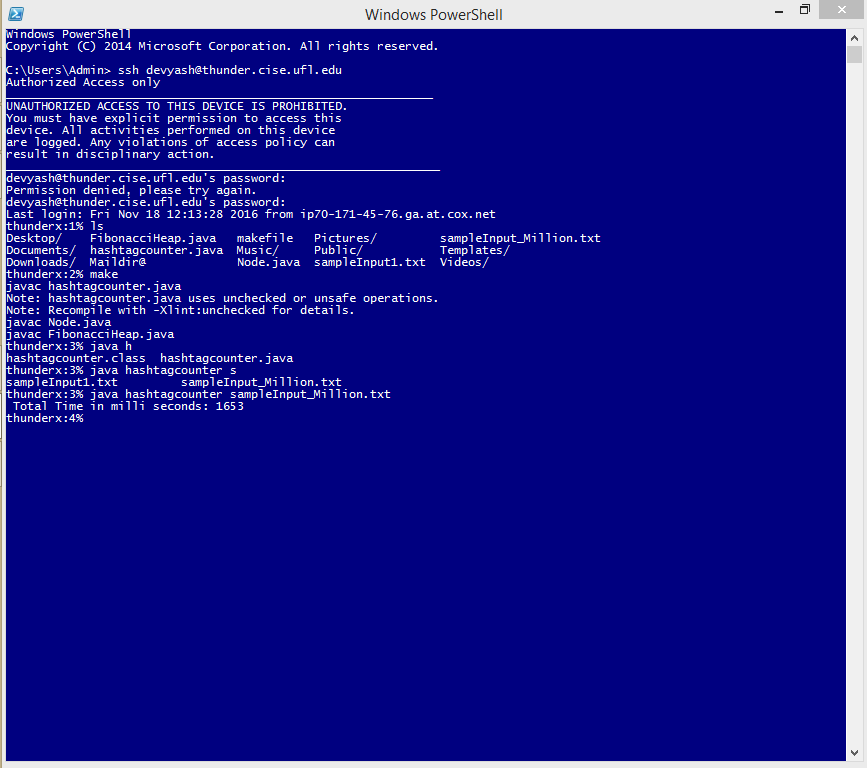 Windows PowerShell
Windows PowerShell
Copyright (C) 2014 Microsoft Corporation. All rights reserved.
C:\Users\Admin> ssh devyash@thunder.cise.ufl.edu
Authorized Access only
UNAUTHORIZED ACCESS TO THIS DEVICE IS PROHIBITED.
You must have explicit permission to access this
device. All activities performed on this device
are logged. Any violations of access policy can
result in disciplinary action.
devyash@thunder.cise.ufl.edu's password:
Permission denied, please try again.
devyash@thunder.cise.ufl.edu's password:
Last login: Fri Nov 18 12:13:28 2016 from ip70-171-45-76.ga.at.cox.net
thunderx:1% ls
Desktop/    FibonacciHeap.java   makefile   Pictures/         sampleInput_Million.txt
Documents/  hashtagcounter.java  Music/     Public/           Templates/
Downloads/  Maildir@             Node.java  sampleInput1.txt  Videos/
thunderx:2% make
javac hashtagcounter.java
Note: hashtagcounter.java uses unchecked or unsafe operations.
Note: Recompile with -Xlint:unchecked for details.
javac Node.java
javac FibonacciHeap.java
thunderx:3% java h
hashtagcounter.class  hashtagcounter.java
thunderx:3% java hashtagcounter s
sampleInput1.txt         sampleInput_Million.txt
thunderx:3% java hashtagcounter sampleInput_Million.txt
 Total Time in milli seconds: 1653
thunderx:4%